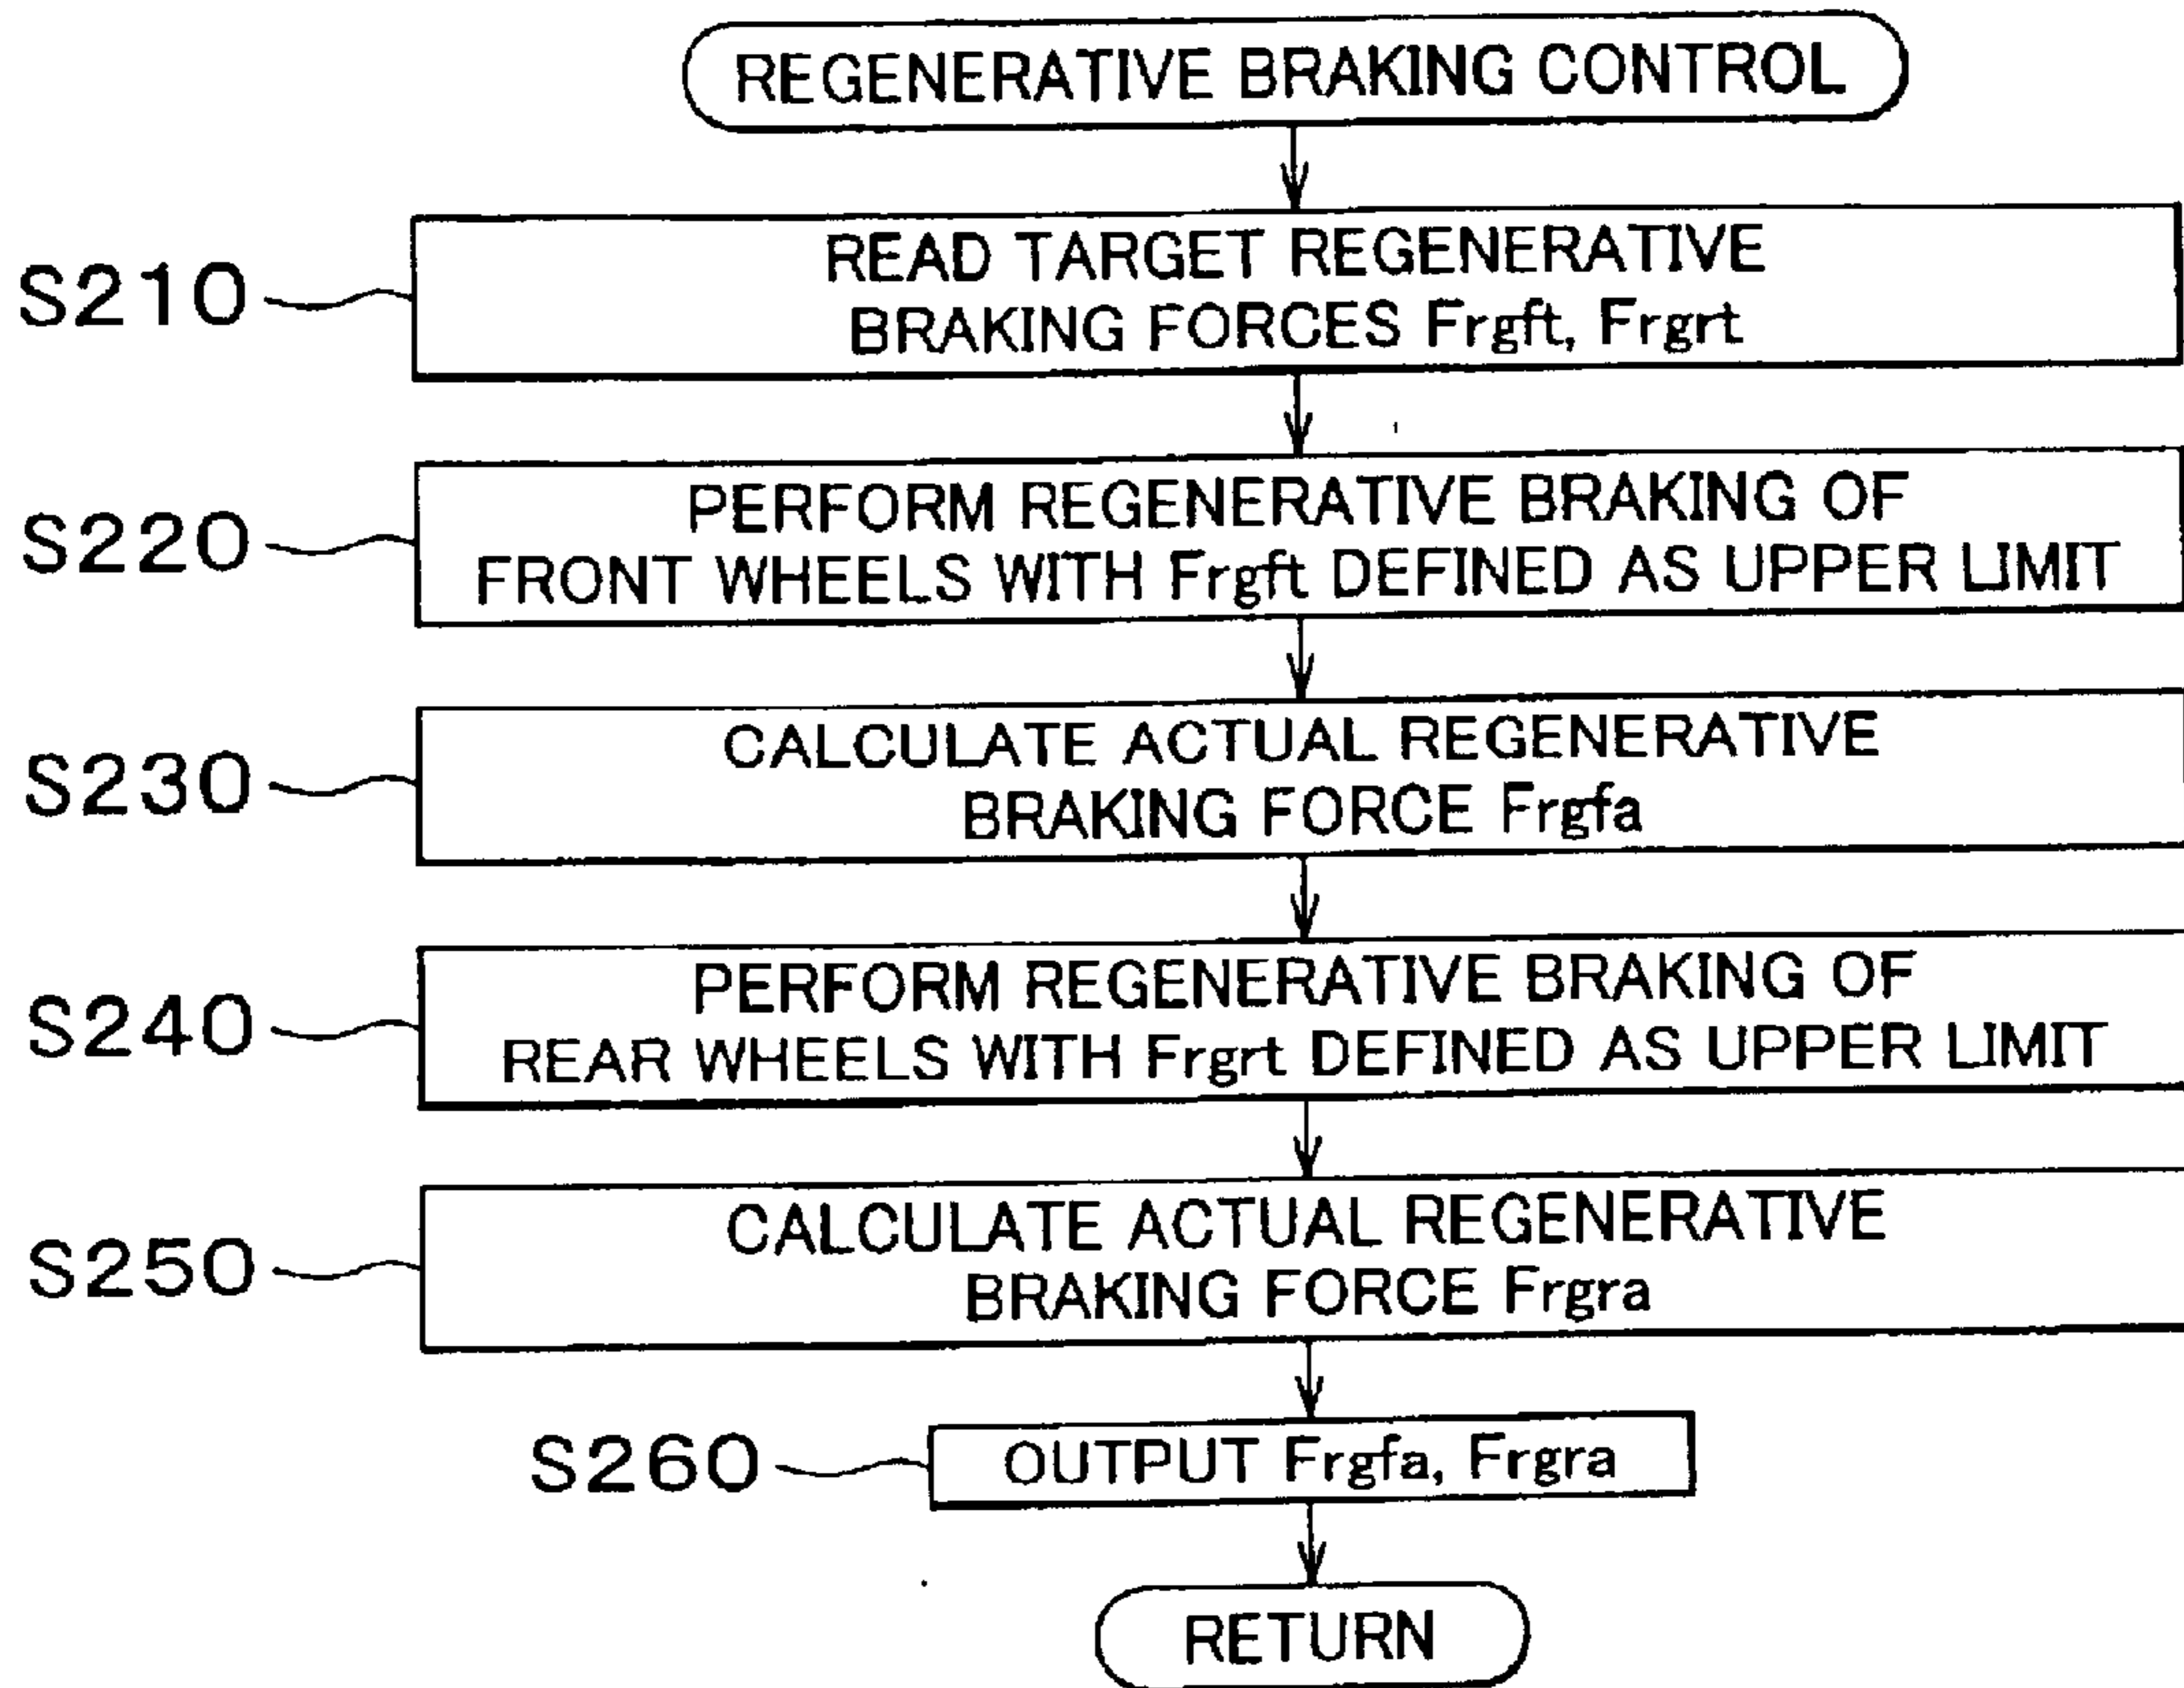 REGENERATIVE BRAKING CONTROL
S210
READ TARGET REGENERATIVE
BRAKING FORCES Frgft, Frgrt
S220
PERFORM REGENERATIVE BRAKING OF
FRONT WHEELS WITH Frgft DEFINED AS UPPER LIMIT
S230
CALCULATE ACTUAL REGENERATIVE
BRAKING FORCE Frgfa
S240
PERFORM REGENERATIVE BRAKING OF
REAR WHEELS WITH Frgrt DEFINED AS UPPER LIMIT
S250
CALCULATE ACTUAL REGENERATIVE
BRAKING FORCE Frgra
S260
OUTPUT Frgfa, Frgra
RETURN